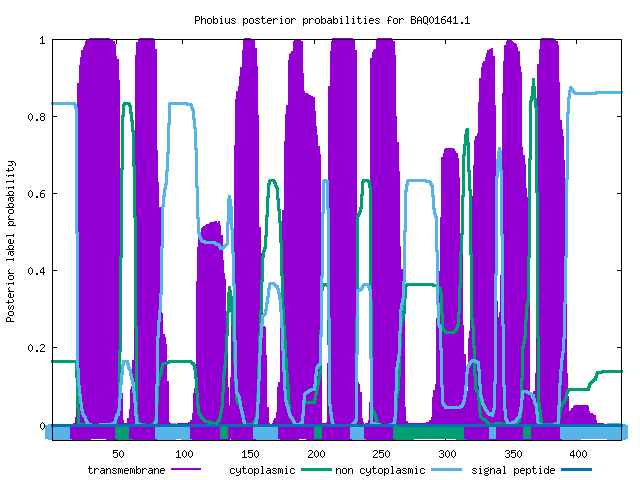 Phobius posterior probabilities for BAQ01641.1
1
0.8
0.6
0.4
0.2
0
Posterior label probability
50 100 150 200 250 300 350 400
transmembrane cytoplasmic non cytoplasmic signal peptide